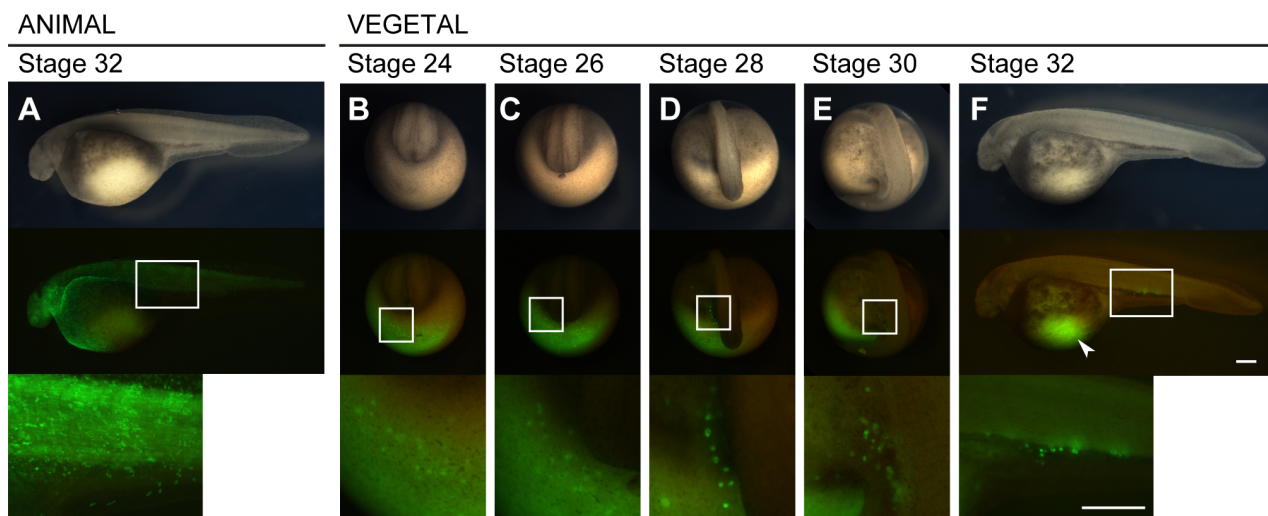 ANIMAL VEGETAL
Stage 32 Stage 24 Stage 26 Stage 28 Stage 30 Stage 32
A B C D E F